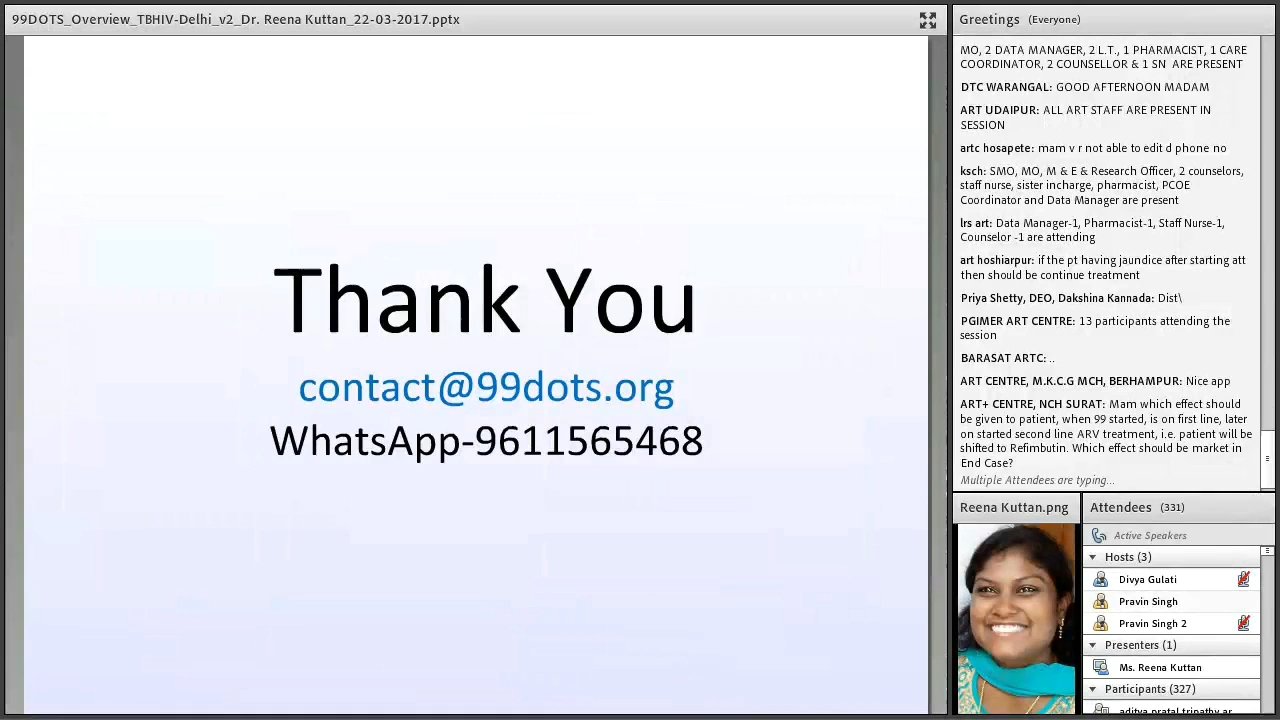 99DOTS_Overview_TBHIV-Delhi_v2_Dr. Reena Kuttan_22-03-2017.pptx
Thank You
contact@99dots.org
WhatsApp-9611565468
Greetings (Everyone)
MO, 2 DATA MANAGER, 2 L.T., 1 PHARMACIST, 1 CARE
COORDINATOR, 2 COUNSELLOR & 1 SN ARE PRESENT
DTC WARANGAL: GOOD AFTERNOON MADAM
ART UDAIPUR: ALL ART STAFF ARE PRESENT IN
SESSION
artc hosapete: mam v r not able to edit d phone no
ksch: SMO, MO, M & E & Research Officer, 2 counselors,
staff nurse, sister incharge, pharmacist, PCOE
Coordinator and Data Manager are present
lrs art: Data Manager-1, Pharmacist-1, Staff Nurse-1,
Counselor -1 are attending
art hoshiarpur: if the pt having jaundice after starting att
then should be continue treatment
Priya Shetty, DEO, Dakshina Kannada: Dist\
PGIMER ART CENTRE: 13 participants attending the
session
BARASAT ARTC: ..
ART CENTRE, M.K.C.G MCH, BERHAMPUR: Nice app
ART+ CENTRE, NCH SURAT: Mam which effect should
be given to patient, when 99 started, is on first line, later
on started second line ARV treatment, i.e. patient will be
shifted to Refimbutin. Which effect should be market in
End Case?
Multiple Attendees are typing...
Reena Kuttan.png
Attendees (331)
Active Speakers
Hosts (3)
Divya Gulati
Pravin Singh
Pravin Singh 2
Presenters (1)
Ms. Reena Kuttan
Participants (327)